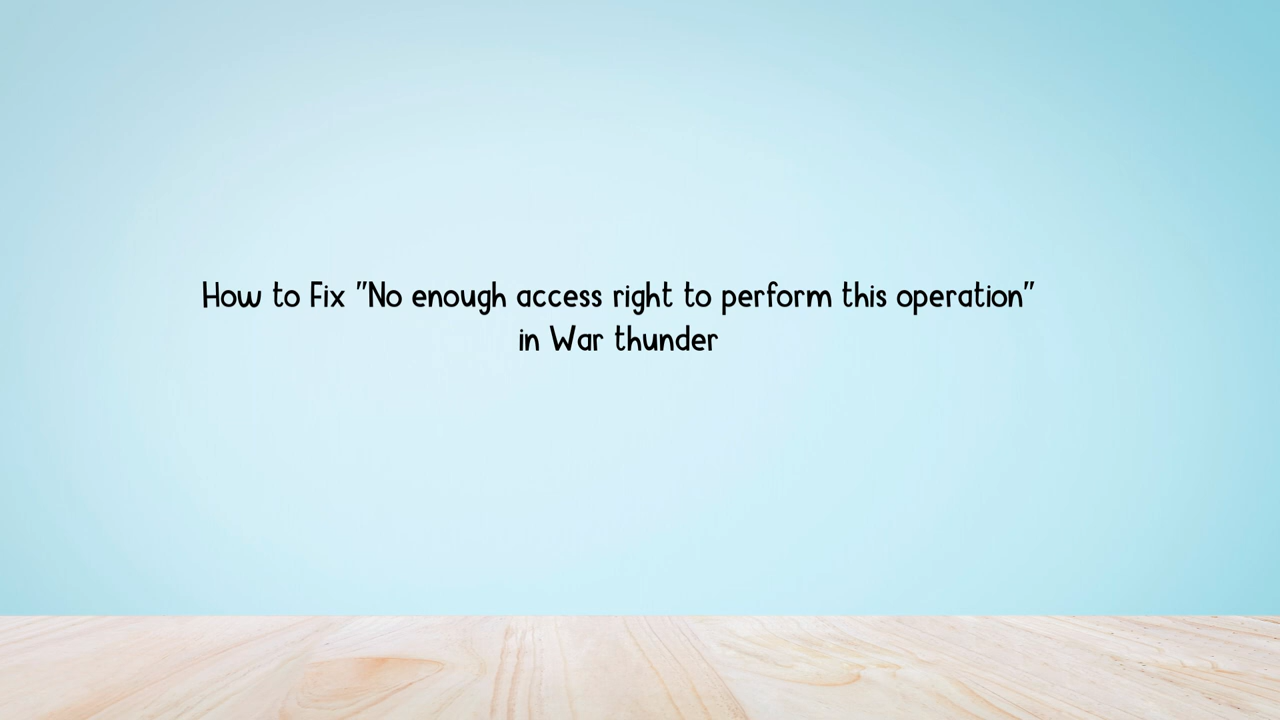 How to Fix "No enough access right to perform this operation"
in War thunder